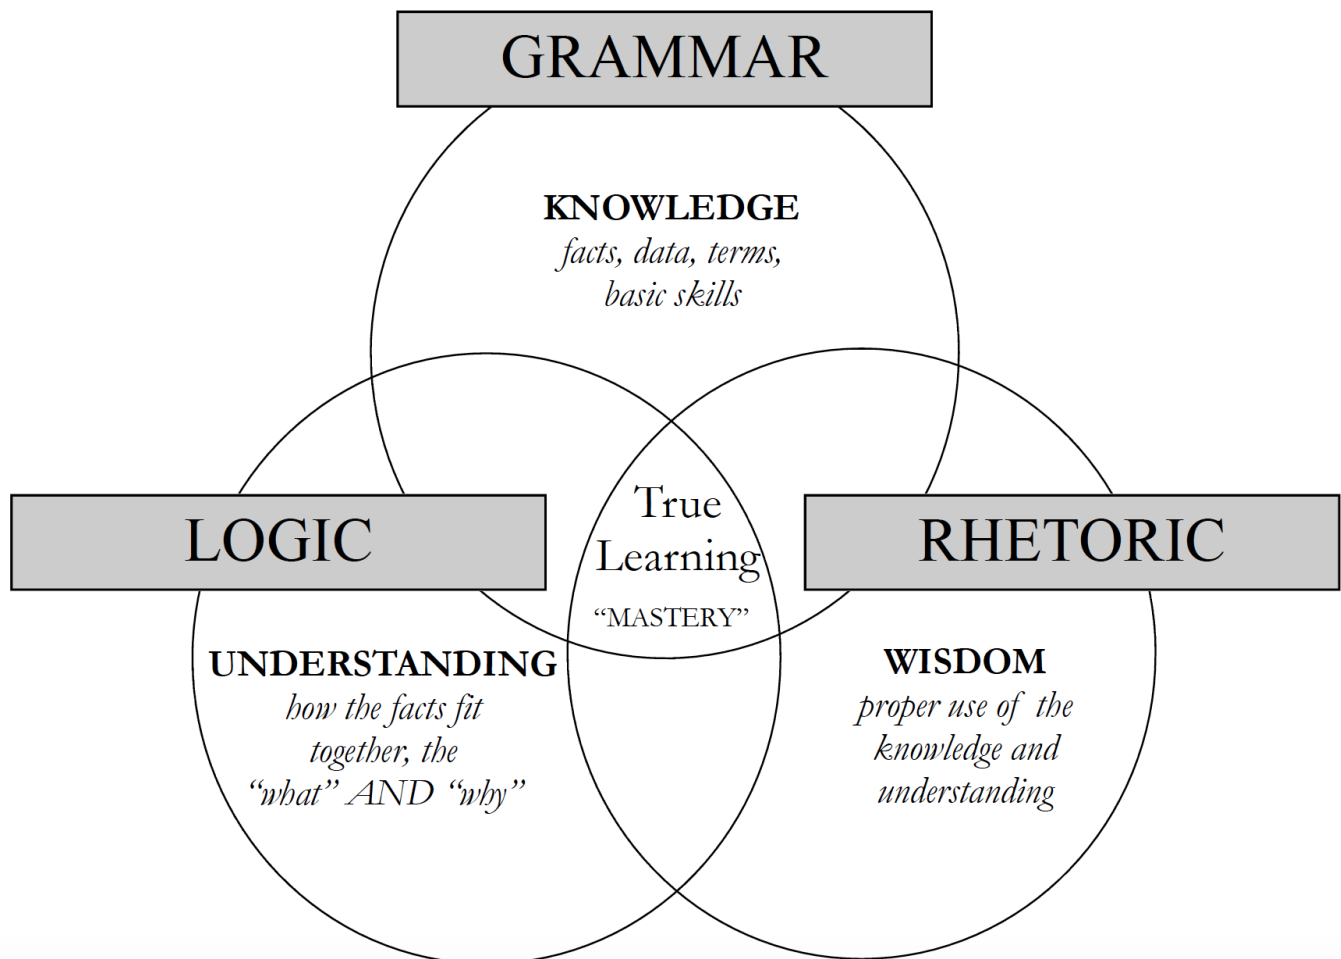 GRAMMAR
KNOWLEDGE
facts, data, terms,
basic skills
True
Learning
“MASTERY”
LOGIC
UNDERSTANDING
how the facts fit
together, the
“what” AND “why”
RHETORIC
WISDOM
proper use of the
knowledge and
understanding